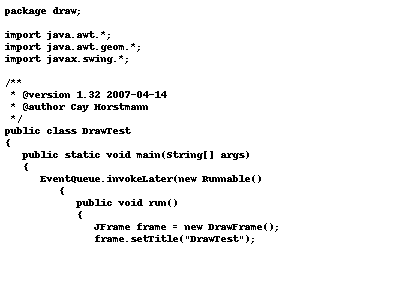 package draw;

import java.awt.*;
import java.awt.geom.*;
import javax.swing.*;

/**
 * @version 1.32 2007-04-14
 * @author Cay Horstmann
 */
public class DrawTest
{
   public static void main(String[] args)
   {
      EventQueue.invokeLater(new Runnable()
         {
            public void run()
            {
               JFrame frame = new DrawFrame();
               frame.setTitle("DrawTest");